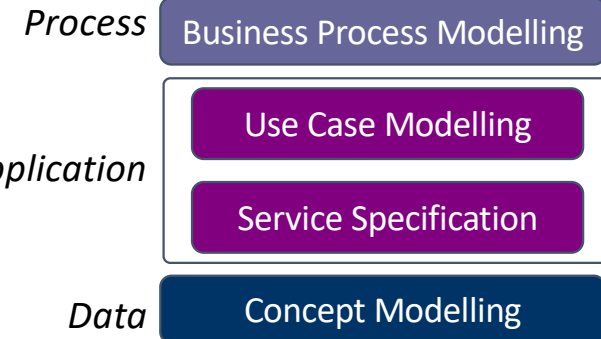 Process
Business Process Modelling
Use Case Modelling
pplication
Service Specification
Data
Concept Modelling